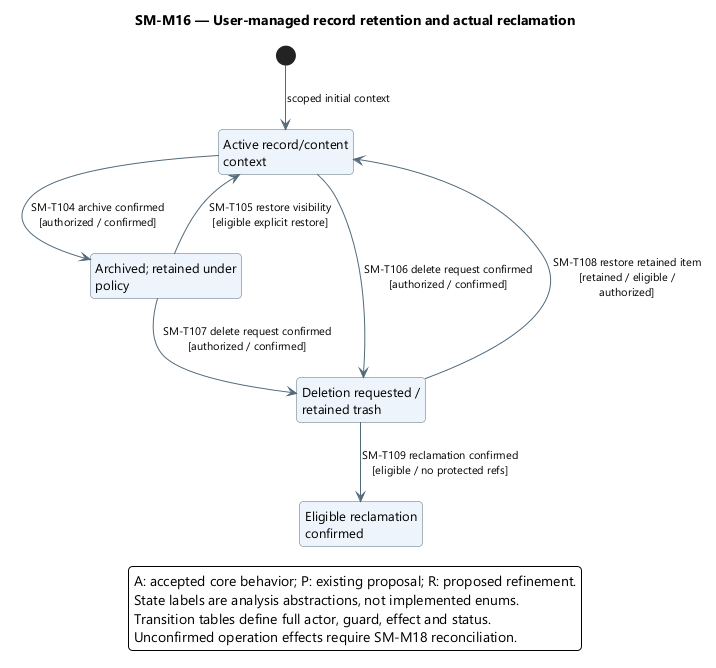 SM-M16 — User-managed record retention and actual reclamation
scoped initial context
Active record/content
context
SM-T104 archive confirmed
[authorized / confirmed]
SM-T105 restore visibility
[eligible explicit restore]
SM-T106 delete request confirmed
[authorized / confirmed]
SM-T108 restore retained item
[retained / eligible /
authorized]
Archived; retained under
policy
SM-T107 delete request confirmed
[authorized / confirmed]
Deletion requested /
retained trash
SM-T109 reclamation confirmed
[eligible / no protected refs]
Eligible reclamation
confirmed
A: accepted core behavior; P: existing proposal; R: proposed refinement.
State labels are analysis abstractions, not implemented enums.
Transition tables define full actor, guard, effect and status.
Unconfirmed operation effects require SM-M18 reconciliation.